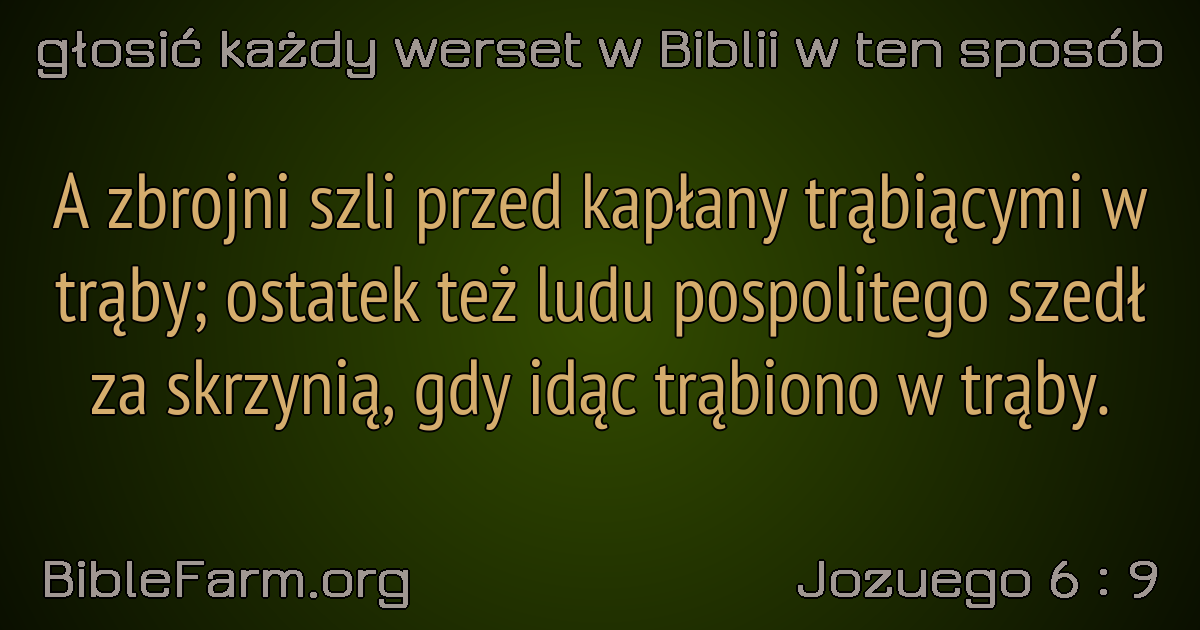 głosić każdy werset w Biblii w ten sposób
A zbrojni szli przed kapłany trąbiącymi w
trąby; ostatek też ludu pospolitego szedł
za skrzynią, gdy idąc trąbiono w trąby.
BibleFarm.org
Jozuego 6 : 9